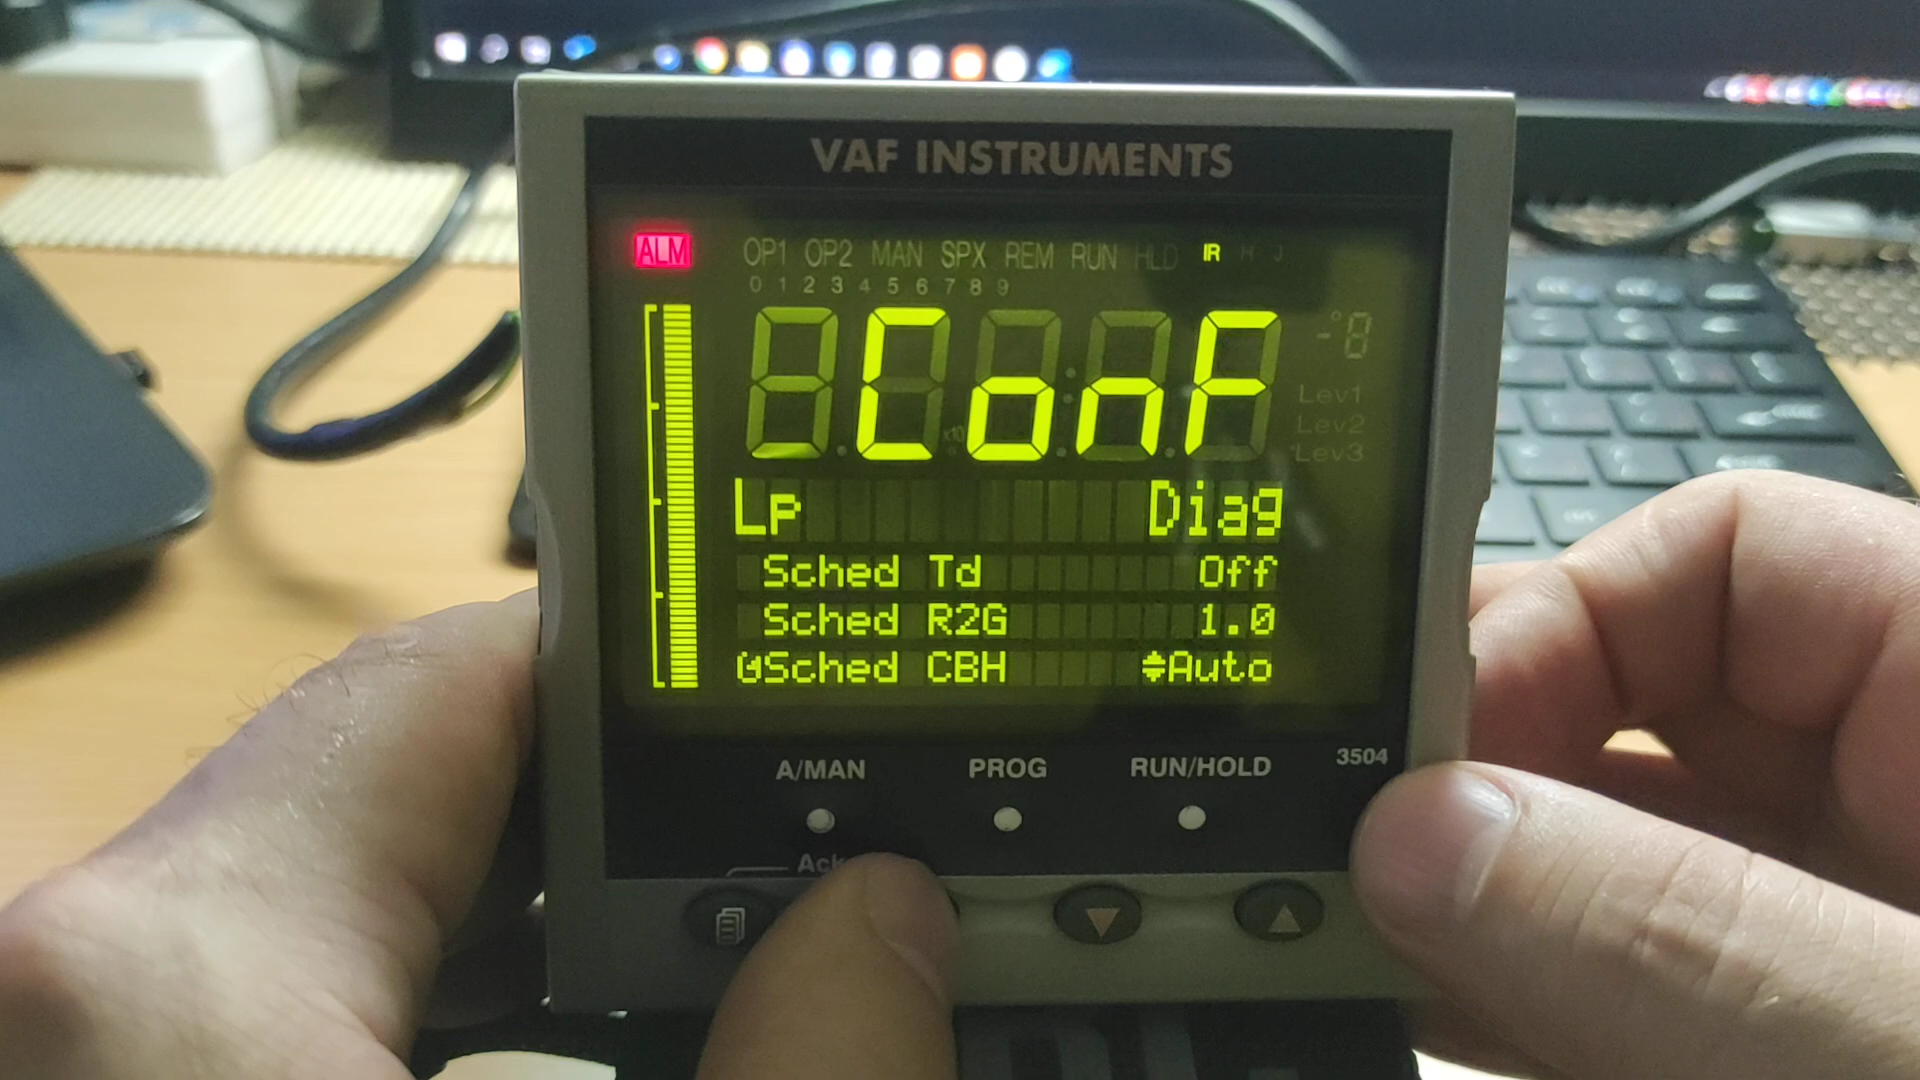 VAF INSTRUMENTS
ALM OP1 OP2 MAN SPX REM RUN HLD IR
0 1 2 3 4 5 6 7 8 9
ConF
Lev1
Lev2
Lev3
Lp Diag
Sched Td Off
Sched R2G 1.0
Sched CBH Auto
A/MAN PROG RUN/HOLD 3504
Ack